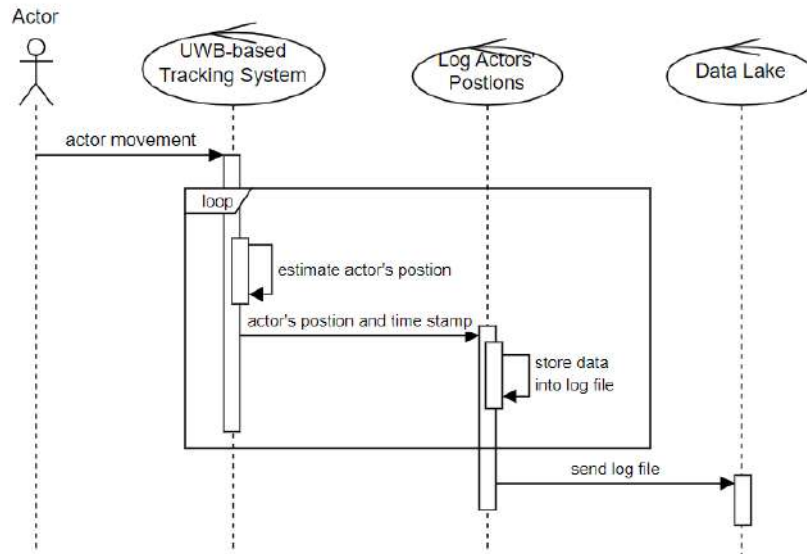 Actor
UWB-based
Tracking System
Log Actors'
Postions
Data Lake
actor movement
loop
estimate actor's postion
actor's postion and time stamp
store data
into log file
send log file